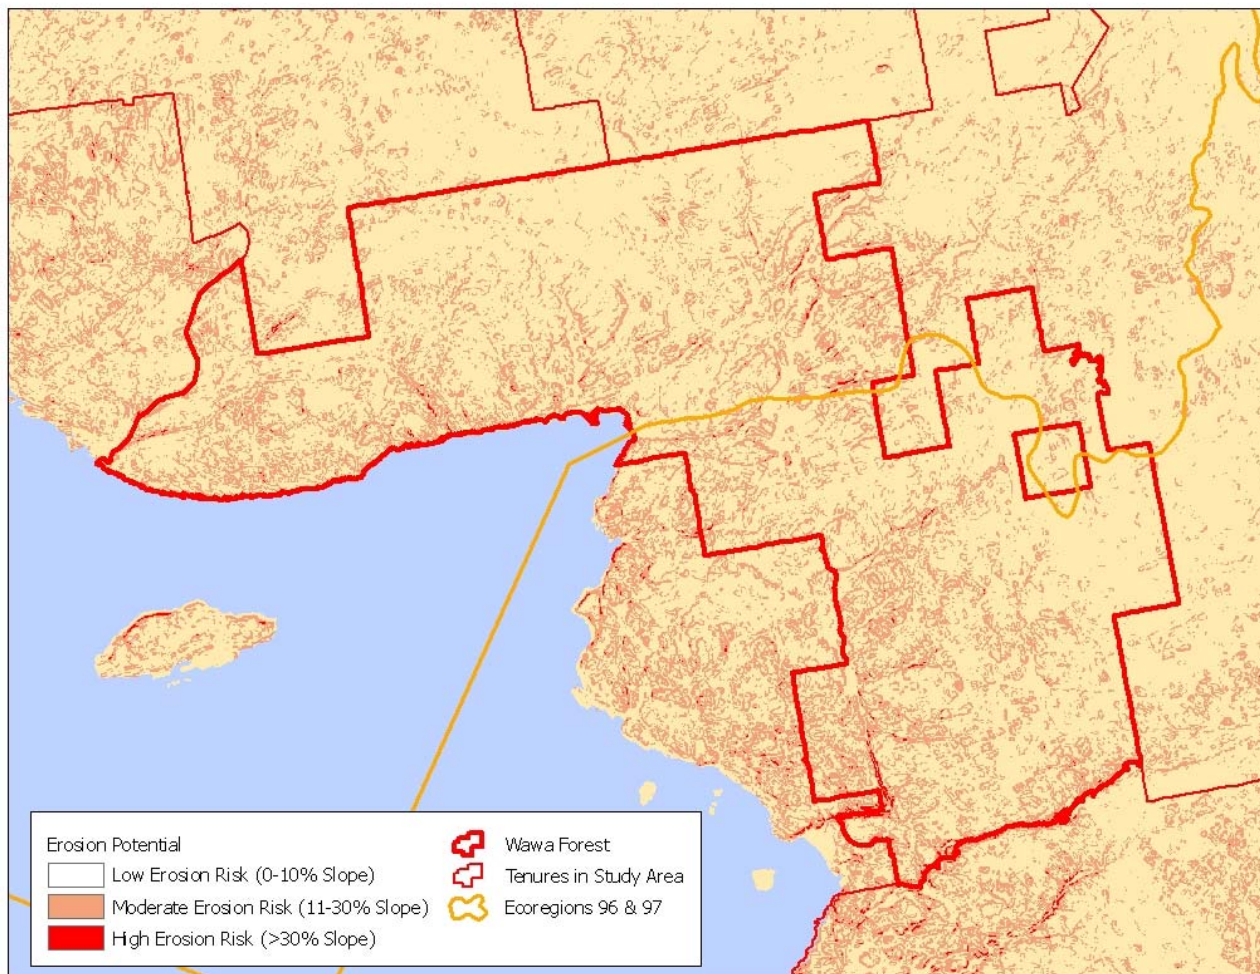 Erosion Potential
Low Erosion Risk (0-10% Slope)
Moderate Erosion Risk (11-30% Slope)
High Erosion Risk (>30% Slope)
Wawa Forest
Tenures in Study Area
Ecoregions 96 & 97